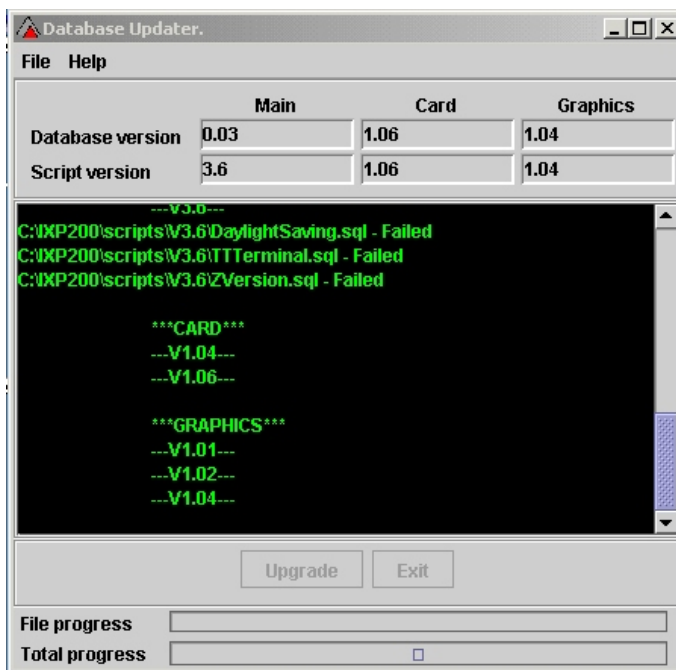 Database Updater.
File Help
Main Card Graphics
Database version 0.03 1.06 1.04
Script version 3.6 1.06 1.04
---V3.6---
C:\IXP200\scripts\V3.6\DaylightSaving.sql - Failed
C:\IXP200\scripts\V3.6\TTTerminal.sql - Failed
C:\IXP200\scripts\V3.6\ZVersion.sql - Failed
***CARD***
---V1.04---
---V1.06---
***GRAPHICS***
---V1.01---
---V1.02---
---V1.04---
Upgrade Exit
File progress
Total progress